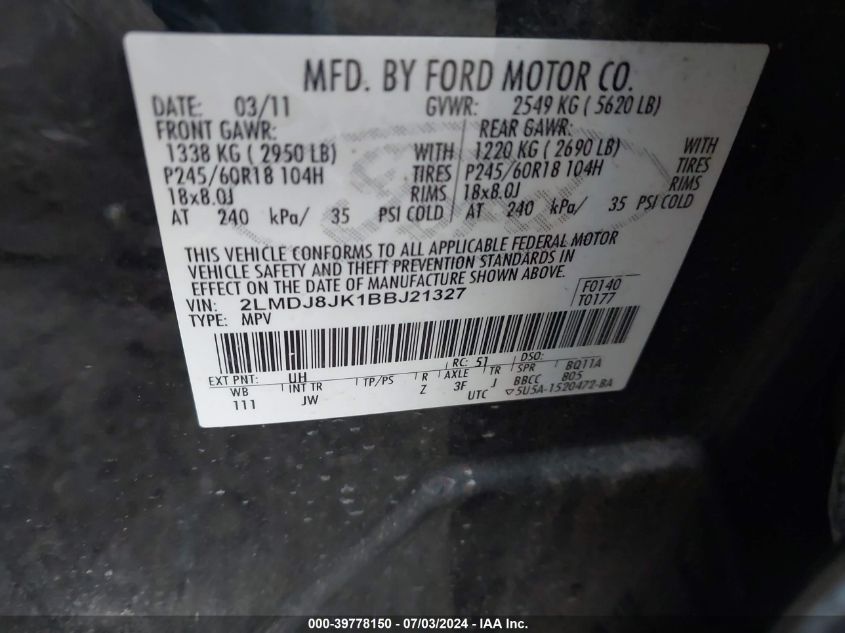 MFD. BY FORD MOTOR CO.
DATE: 03/11 GVWR: 2549 KG ( 5620 LB)
FRONT GAWR: REAR GAWR:
1338 KG ( 2950 LB) WITH 1220 KG ( 2690 LB) WITH
P245/60R18 104H TIRES P245/60R18 104H TIRES
18x8.0J RIMS 18x8.0J RIMS
AT 240 kPa/ 35 PSI COLD AT 240 kPa/ 35 PSI COLD
THIS VEHICLE CONFORMS TO ALL APPLICABLE FEDERAL MOTOR
VEHICLE SAFETY AND THEFT PREVENTION STANDARDS IN
EFFECT ON THE DATE OF MANUFACTURE SHOWN ABOVE.
VIN: 2LMDJ8JK1BBJ21327 F0140
TYPE: MPV T0177
EXT PNT: UH RC: 51 DSO: BQ11A
WB INT TR TP/PS R AXLE TR SPR 805
111 JW Z 3F J BBCC
UTC ▽5U5A-1520472-BA
000-39778150 - 07/03/2024 - IAA Inc.